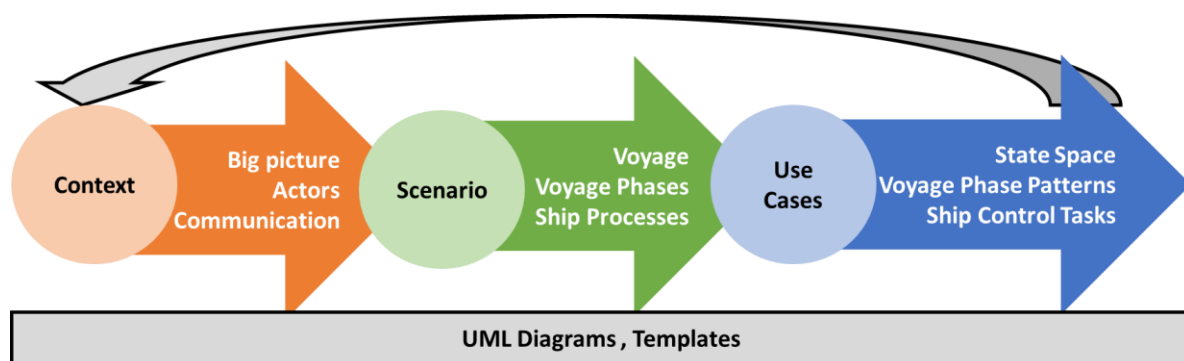 Context
Big picture
Actors
Communication
Scenario
Voyage
Voyage Phases
Ship Processes
Use
Cases
State Space
Voyage Phase Patterns
Ship Control Tasks
UML Diagrams , Templates